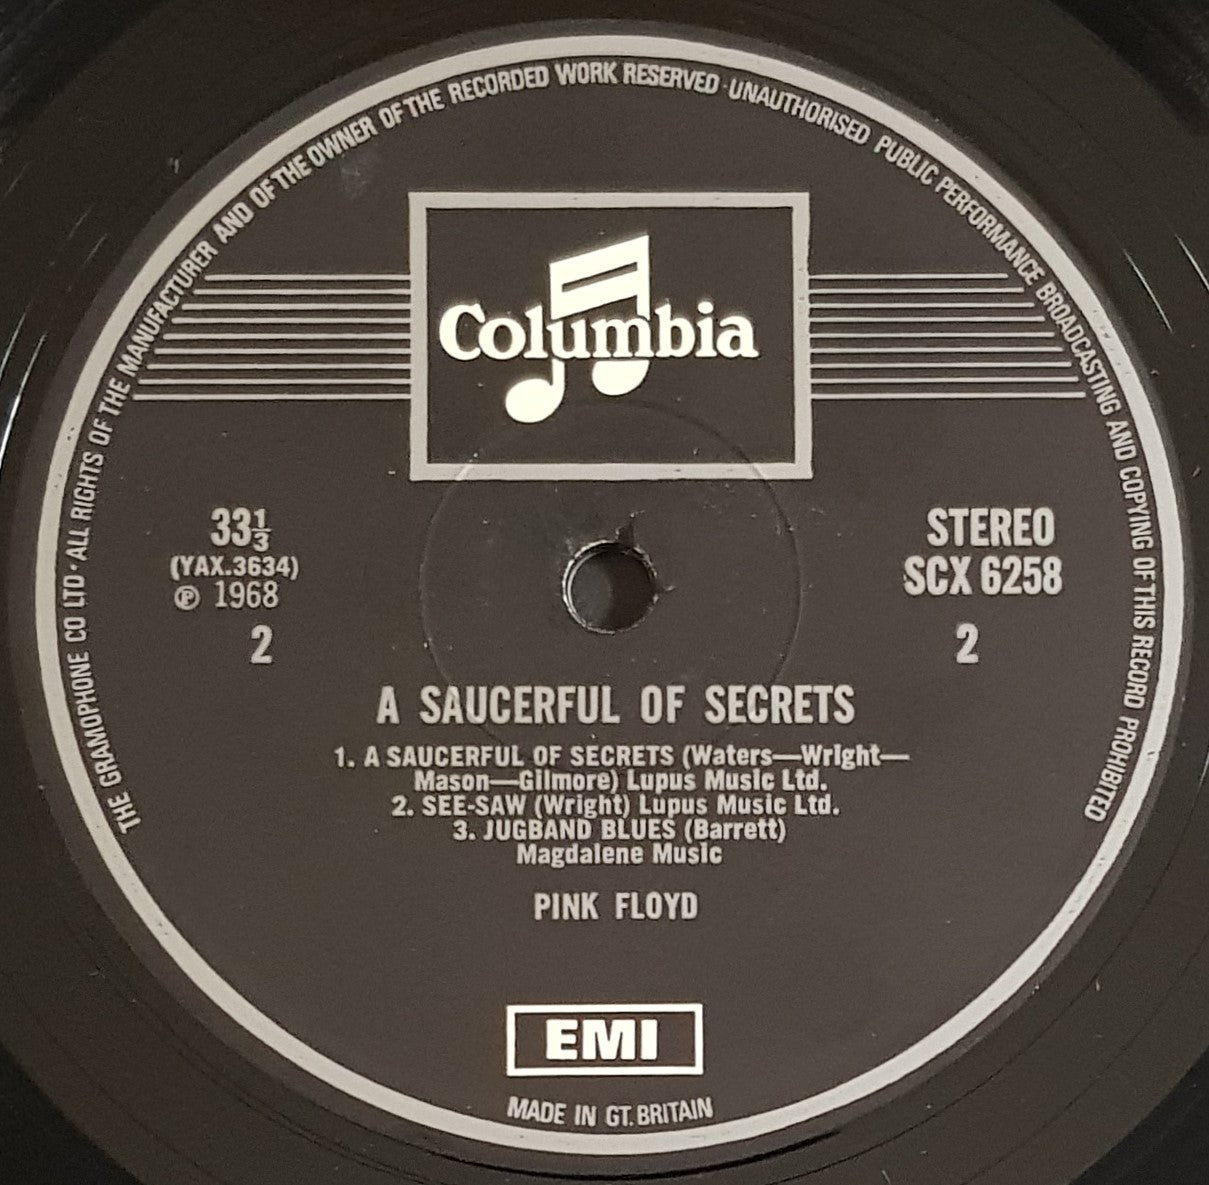 THE GRAMOPHONE CO LTD · ALL RIGHTS OF THE MANUFACTURER AND OF THE OWNER OF THE RECORDED WORK RESERVED · UNAUTHORISED PUBLIC PERFORMANCE BROADCASTING AND COPYING OF THIS RECORD PROHIBITED
Columbia
33⅓
(YAX.3634)
℗ 1968
2
STEREO
SCX 6258
2
A SAUCERFUL OF SECRETS
1. A SAUCERFUL OF SECRETS (Waters—Wright—
Mason—Gilmore) Lupus Music Ltd.
2. SEE-SAW (Wright) Lupus Music Ltd.
3. JUGBAND BLUES (Barrett)
Magdalene Music
PINK FLOYD
EMI
MADE IN GT. BRITAIN